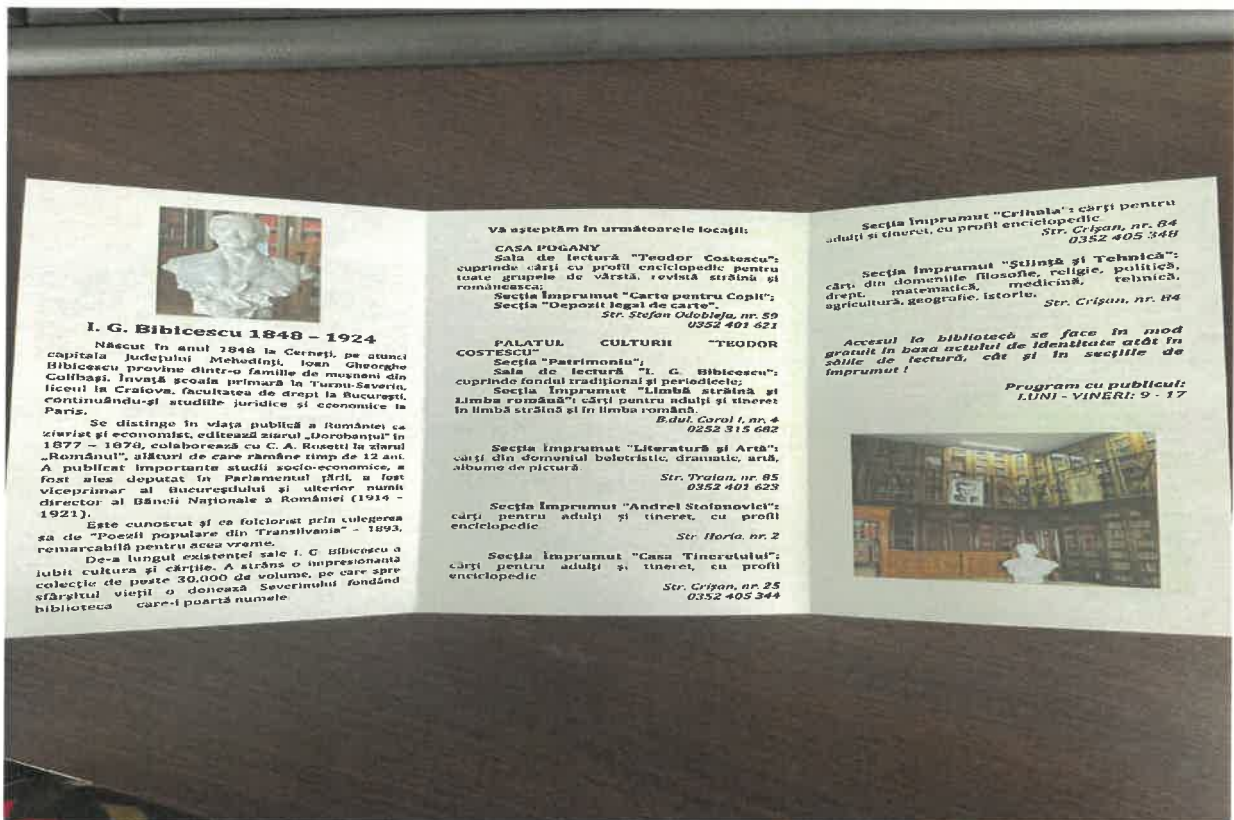 I. G. Bibicescu 1848 – 1924
Născut în anul 1848 la Cerneți, pe atunci
capitala județului Mehedinți, Ioan Gheorghe
Bibicescu provine dintr-o familie de moșneni din
Colibași. Învață școala primară la Turnu-Severin,
liceul la Craiova, facultatea de drept la București,
continuându-și studiile juridice și economice la
Paris.
Se distinge în viața publică a României ca
ziarist și economist, editează ziarul „Dorobanțul” în
1877 – 1878, colaborează cu C. A. Rosetti la ziarul
„Românul”, alături de care rămâne timp de 12 ani.
A publicat importante studii socio-economice, a
fost ales deputat în Parlamentul țării, a fost
viceprimar al Bucureștiului și ulterior numit
director al Băncii Naționale a României (1914 –
1921).
Este cunoscut și ca folclorist prin culegerea
sa de "Poezii populare din Transilvania" – 1893,
remarcabilă pentru acea vreme.
De-a lungul existenței sale I. G Bibicescu a
iubit cultura și cărțile. A strâns o impresionantă
colecție de peste 30.000 de volume, pe care spre
sfârșitul vieții o donează Severinului fondând
biblioteca care-i poartă numele
Vă așteptăm în următoarele locații:
CASA POGANY
Sala de lectură "Teodor Costescu":
cuprinde cărți cu profil enciclopedic pentru
toate grupele de vârstă, revistă străină și
românească;
Secția Împrumut "Carte pentru Copii";
Secția "Depozit legal de carte".
Str. Ștefan Odobleja, nr. 59
0352 401 621
PALATUL CULTURII "TEODOR
COSTESCU"
Secția "Patrimoniu";
Sala de lectură "I. G. Bibicescu":
cuprinde fondul tradițional și periodicele;
Secția Împrumut "Limbă străină și
Limba română": cărți pentru adulți și tineret
în limbă străină și în limba română.
B.dul. Carol I, nr. 4
0252 315 682
Secția Împrumut "Literatură și Artă":
cărți din domeniul beletristic, dramatic, artă,
albume de pictură.
Str. Traian, nr. 85
0352 401 623
Secția Împrumut "Andrei Stoianovici":
cărți pentru adulți și tineret, cu profil
enciclopedic
Str. Horia, nr. 2
Secția Împrumut "Casa Tineretului":
cărți pentru adulți și tineret, cu profil
enciclopedic
Str. Crișan, nr. 25
0352 405 344
Secția Împrumut "Crihala": cărți pentru
adulți și tineret, cu profil enciclopedic
Str. Crișan, nr. 84
0352 405 348
Secția Împrumut "Știință și Tehnică":
cărți din domeniile filosofie, religie, politică,
drept, matematică, medicină, tehnică,
agricultură, geografie, istorie.
Str. Crișan, nr. 84
Accesul la bibliotecă se face în mod
gratuit în baza actului de identitate atât în
sălile de lectură, cât și în secțiile de
împrumut !
Program cu publicul:
LUNI - VINERI: 9 - 17